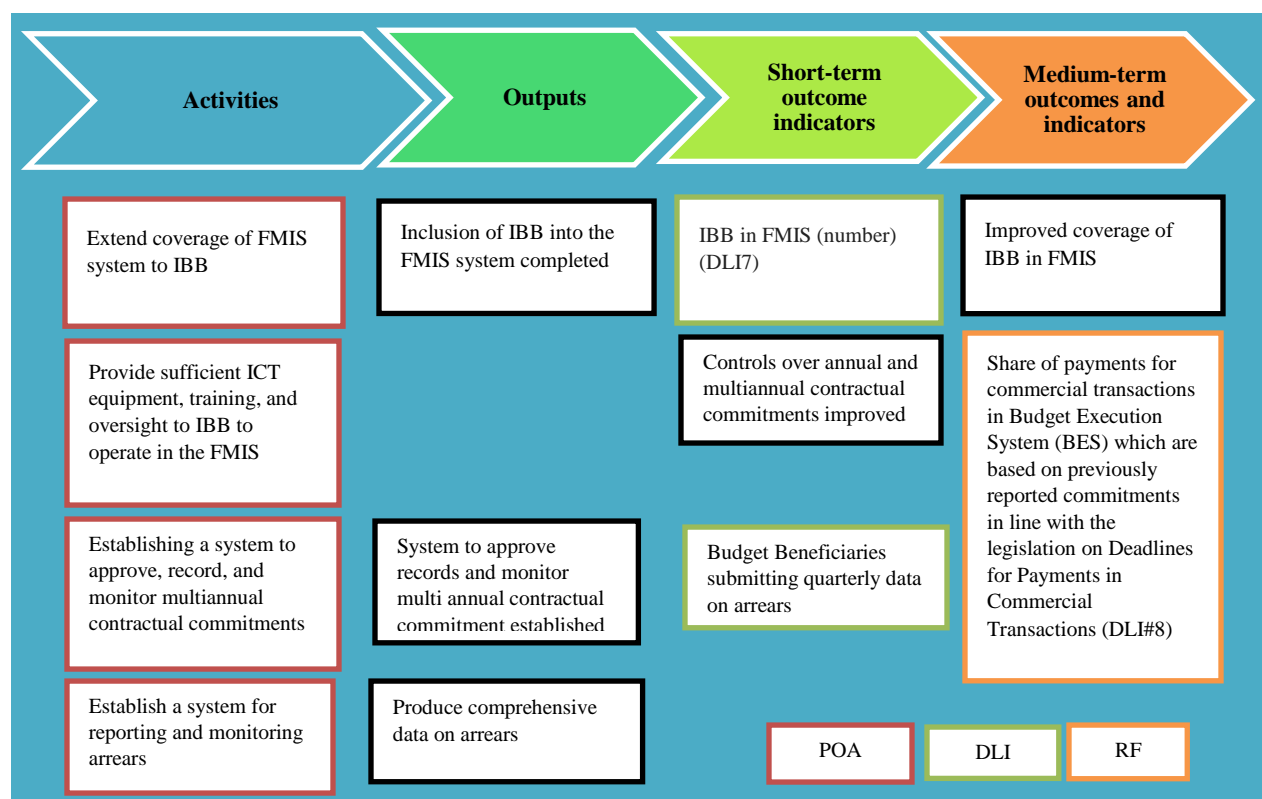 Activities
Outputs
Short-term
outcome
indicators
Medium-term
outcomes and
indicators
Extend coverage of FMIS
system to IBB
Inclusion of IBB into the
FMIS system completed
IBB in FMIS (number)
(DLI7)
Improved coverage of
IBB in FMIS
Provide sufficient ICT
equipment, training, and
oversight to IBB to
operate in the FMIS
Controls over annual and
multiannual contractual
commitments improved
Share of payments for
commercial transactions
in Budget Execution
System (BES) which are
based on previously
reported commitments
in line with the
legislation on Deadlines
for Payments in
Commercial
Transactions (DLI#8)
Establishing a system to
approve, record, and
monitor multiannual
contractual commitments
System to approve
records and monitor
multi annual contractual
commitment established
Budget Beneficiaries
submitting quarterly data
on arrears
Establish a system for
reporting and monitoring
arrears
Produce comprehensive
data on arrears
POA
DLI
RF